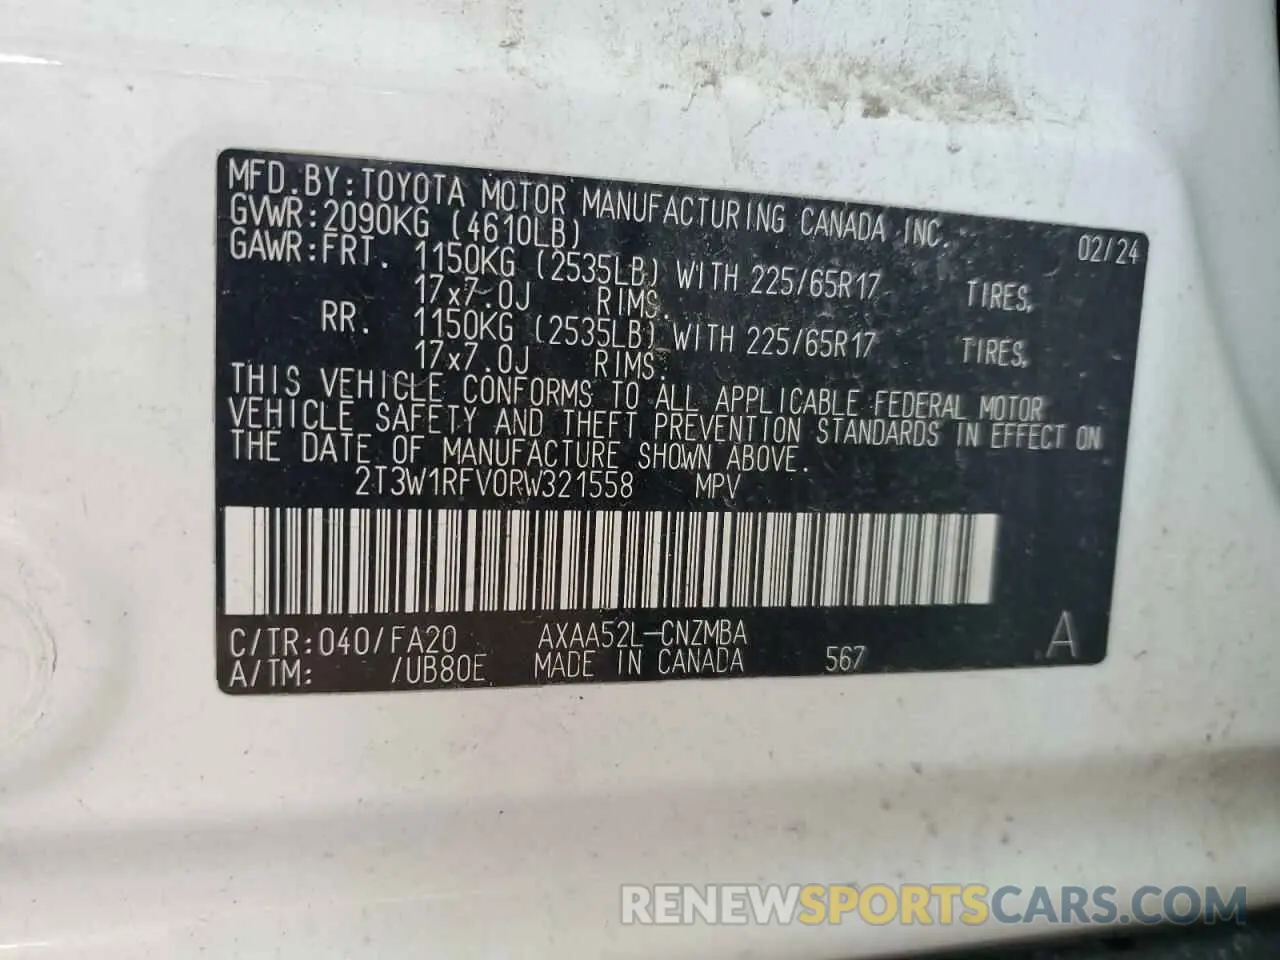 MFD.BY:TOYOTA MOTOR MANUFACTURING CANADA INC. 02/24
GVWR:2090KG (4610LB)
GAWR:FRT. 1150KG (2535LB) WITH 225/65R17 TIRES,
17x7.0J RIMS.
RR. 1150KG (2535LB) WITH 225/65R17 TIRES,
17x7.0J RIMS.
THIS VEHICLE CONFORMS TO ALL APPLICABLE FEDERAL MOTOR
VEHICLE SAFETY AND THEFT PREVENTION STANDARDS IN EFFECT ON
THE DATE OF MANUFACTURE SHOWN ABOVE.
2T3W1RFV0RW321558 MPV
C/TR:040/FA20 AXAA52L-CNZMBA A
A/TM: /UB80E MADE IN CANADA 567
RENEWSPORTSCARS.COM